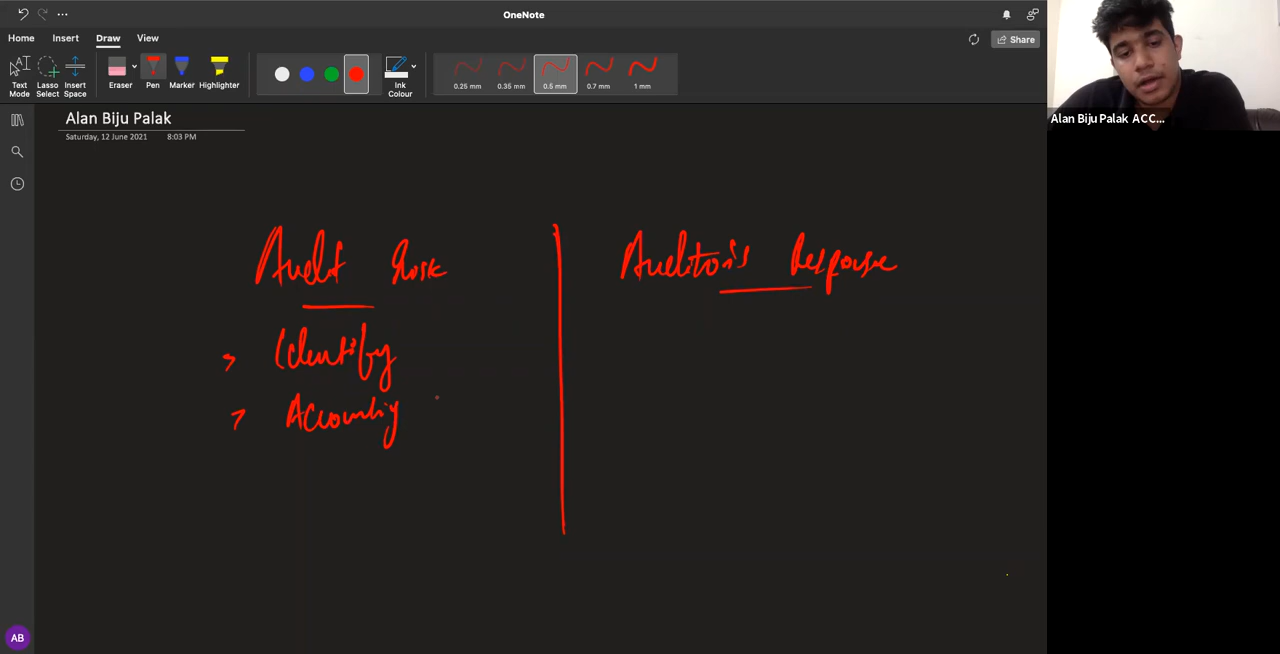 OneNote
Home Insert Draw View
Share
Text Mode
Lasso Select
Insert Space
Eraser
Pen
Marker
Highlighter
Ink Colour
0.25 mm
0.35 mm
0.5 mm
0.7 mm
1 mm
Alan Biju Palak ACC...
Alan Biju Palak
Saturday, 12 June 2021 8:03 PM
Audit Risk
Auditor's Response
> Identify
> Accounting
AB